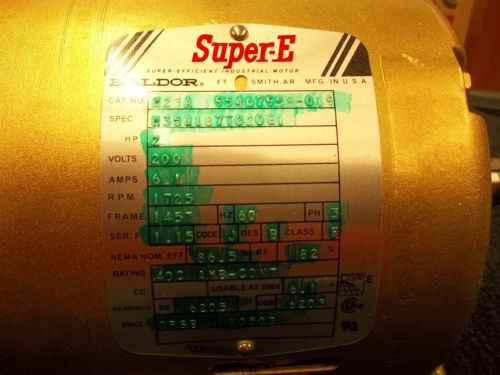 Super-E
SUPER-EFFICIENT INDUSTRIAL MOTOR
BALDOR. FT. SMITH, AR. MFG. IN U.S.A.
CAT. NO.
SPEC.
HP 2
VOLTS 200
AMPS 6.1
R.P.M. 1725
FRAME 145T HZ 60 PH 3
SER. F. 1.15 CODE J DES B CLASS F
NEMA NOM. EFF. 86.5 % P.F. 82 %
RATING 40C AMB-CONT
CC USABLE AT 208V 6.1 A E
BEARINGS DE 6205 ODE 6203
ENCL.